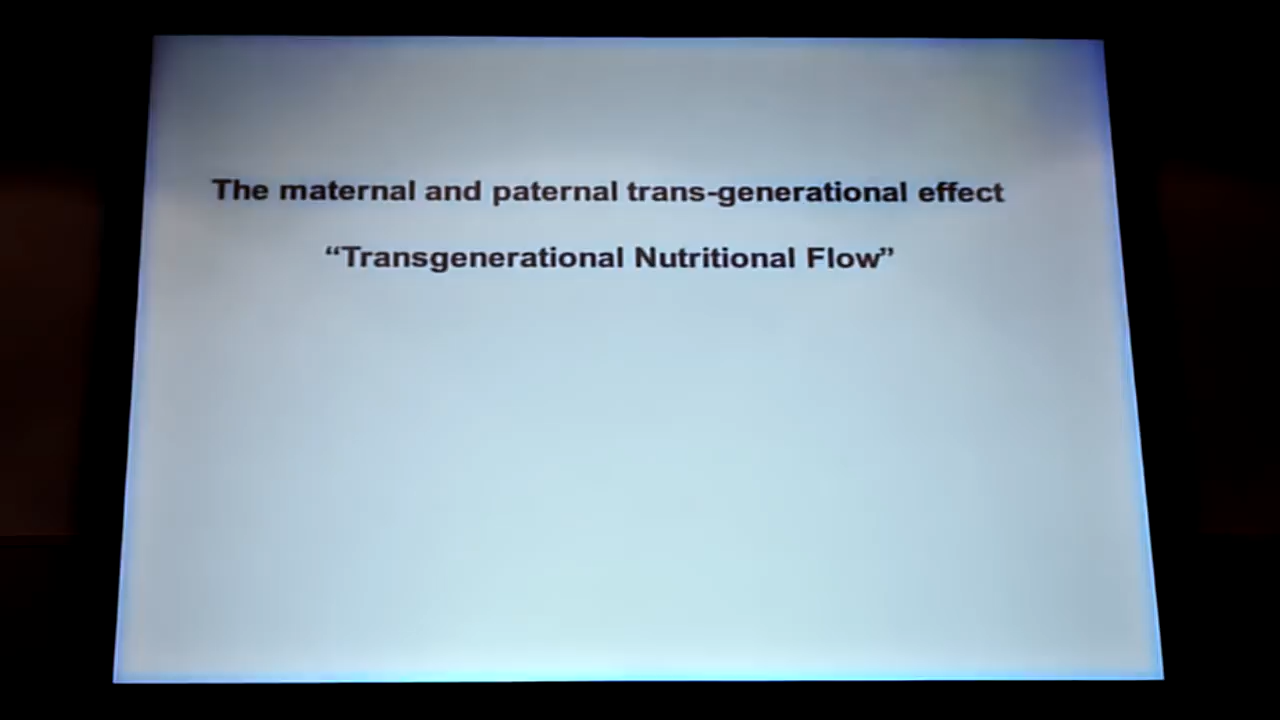 The maternal and paternal trans-generational effect
“Transgenerational Nutritional Flow”